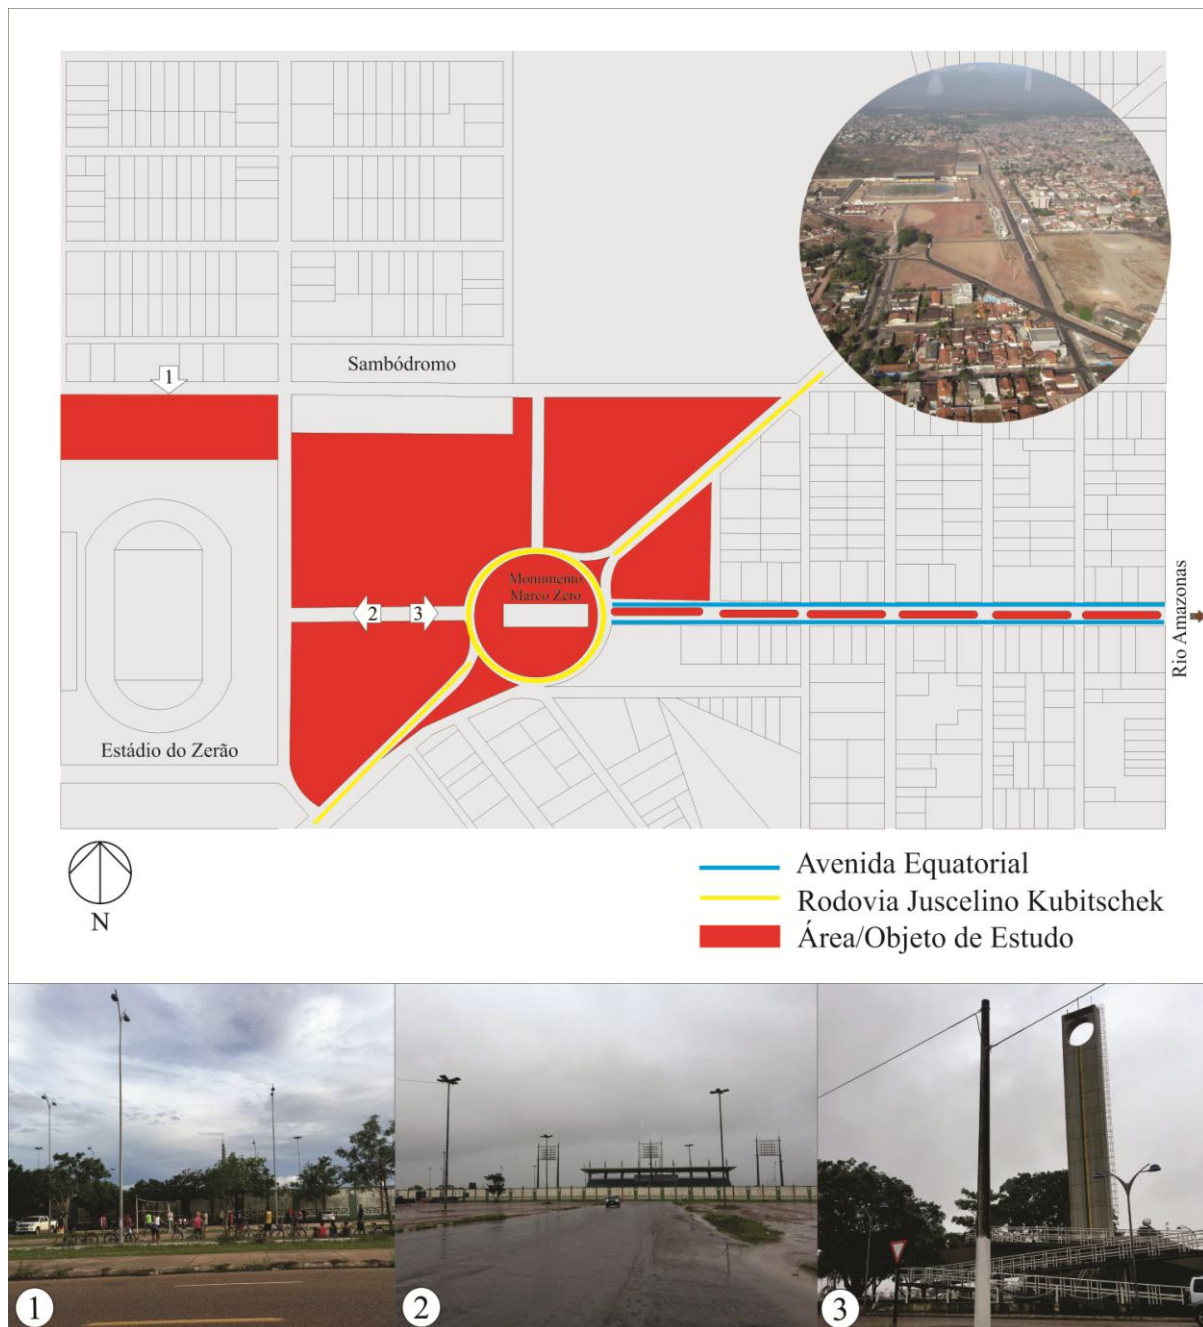 Sambódromo
1
Monumento
Marco Zero
2
3
Rio Amazonas
Estádio do Zerão
N
Avenida Equatorial
Rodovia Juscelino Kubitschek
Área/Objeto de Estudo
1
2
3